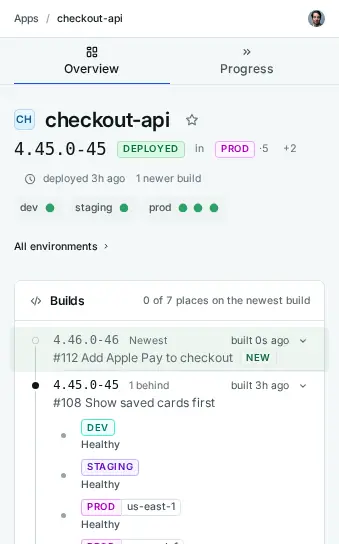 Apps / checkout-api
Overview
Progress
CH checkout-api
4.45.0-45 DEPLOYED in PROD ·5 +2
deployed 3h ago 1 newer build
dev staging prod
All environments
Builds 0 of 7 places on the newest build
4.46.0-46 Newest built 0s ago
#112 Add Apple Pay to checkout NEW
4.45.0-45 1 behind built 3h ago
#108 Show saved cards first
DEV
Healthy
STAGING
Healthy
PROD us-east-1
Healthy